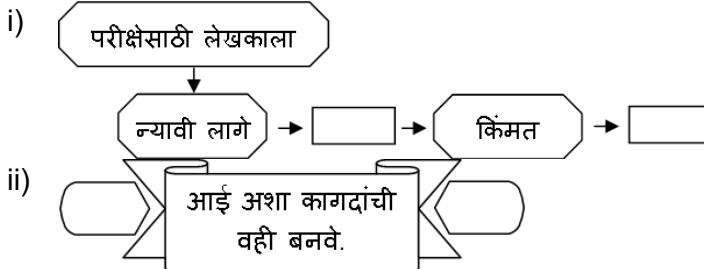 i)
परीक्षेसाठी लेखकाला
न्यावी लागे किंमत
ii)
आई अशा कागदांची
वही बनवे.